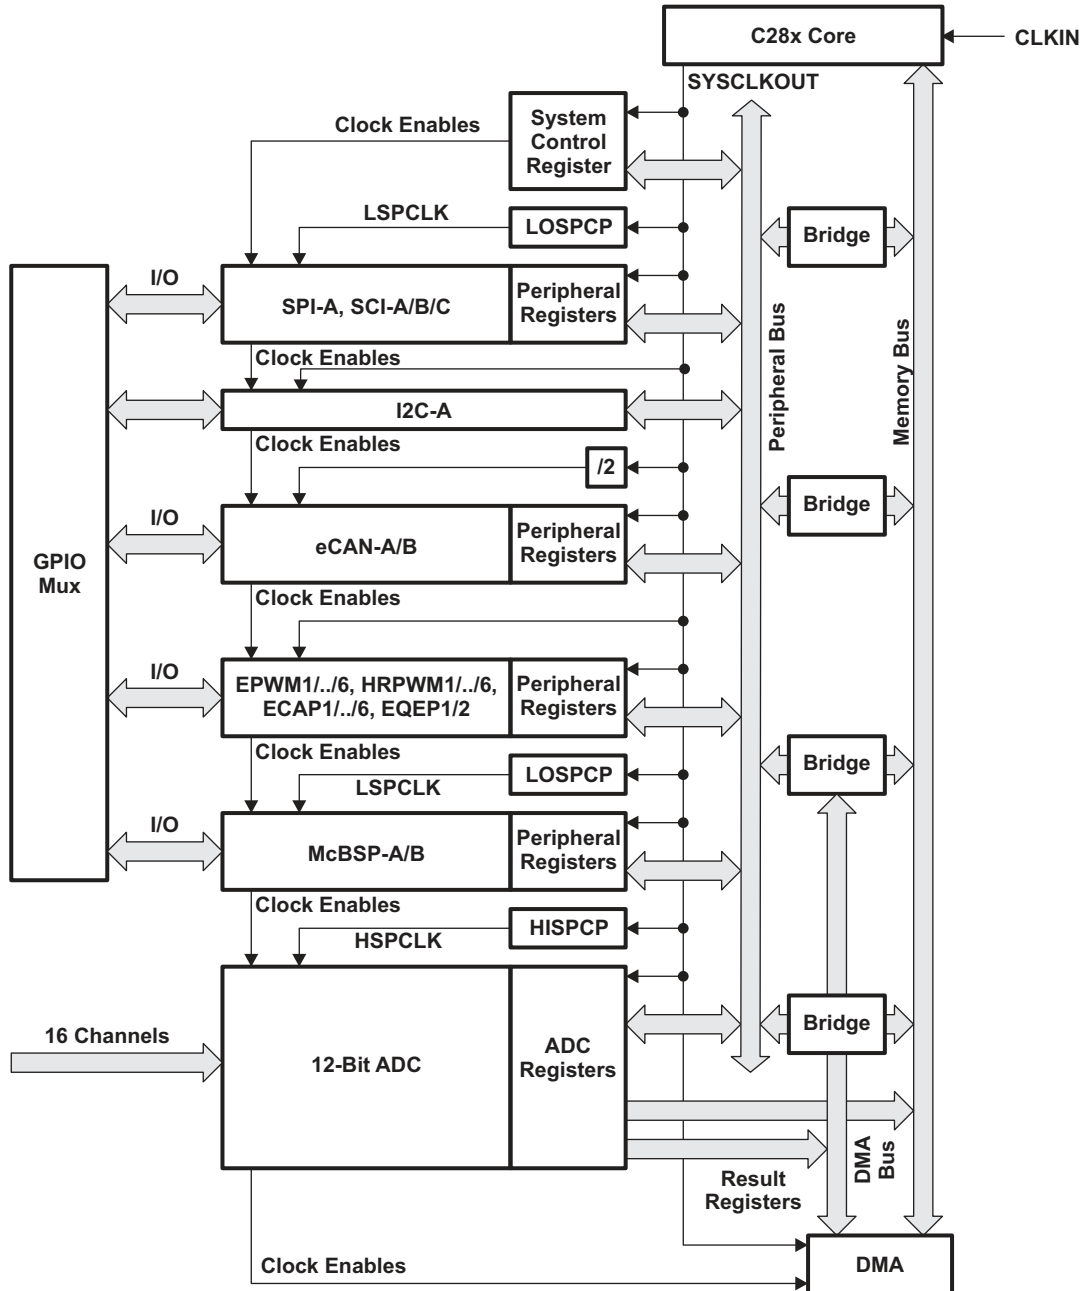 C28x Core
CLKIN
SYSCLKOUT
Clock Enables
System
Control
Register
LSPCLK
LOSPCP
Bridge
I/O
SPI-A, SCI-A/B/C
Peripheral
Registers
Peripheral Bus
Memory Bus
Clock Enables
I2C-A
Clock Enables
/2
Bridge
I/O
eCAN-A/B
Peripheral
Registers
GPIO
Mux
Clock Enables
I/O
EPWM1/../6, HRPWM1/../6,
ECAP1/../6, EQEP1/2
Peripheral
Registers
Clock Enables
LSPCLK
LOSPCP
Bridge
I/O
McBSP-A/B
Peripheral
Registers
Clock Enables
HSPCLK
HISPCP
16 Channels
12-Bit ADC
ADC
Registers
Bridge
DMA
Bus
Result
Registers
Clock Enables
DMA